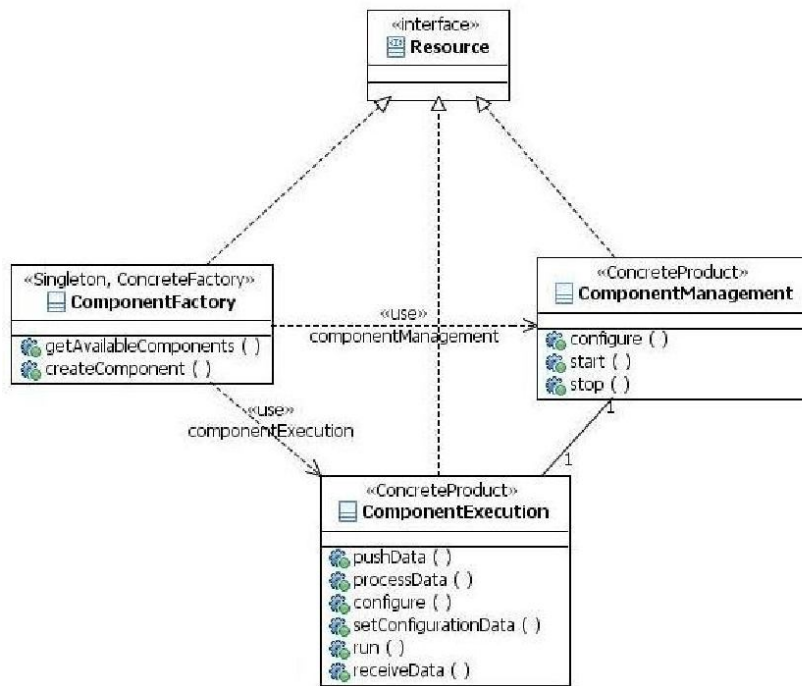 «interface»
Resource
«Singleton, ConcreteFactory»
ComponentFactory
getAvailableComponents ( )
createComponent ( )
«use»
componentManagement
«ConcreteProduct»
ComponentManagement
configure ( )
start ( )
stop ( )
«use»
componentExecution
1
1
«ConcreteProduct»
ComponentExecution
pushData ( )
processData ( )
configure ( )
setConfigurationData ( )
run ( )
receiveData ( )